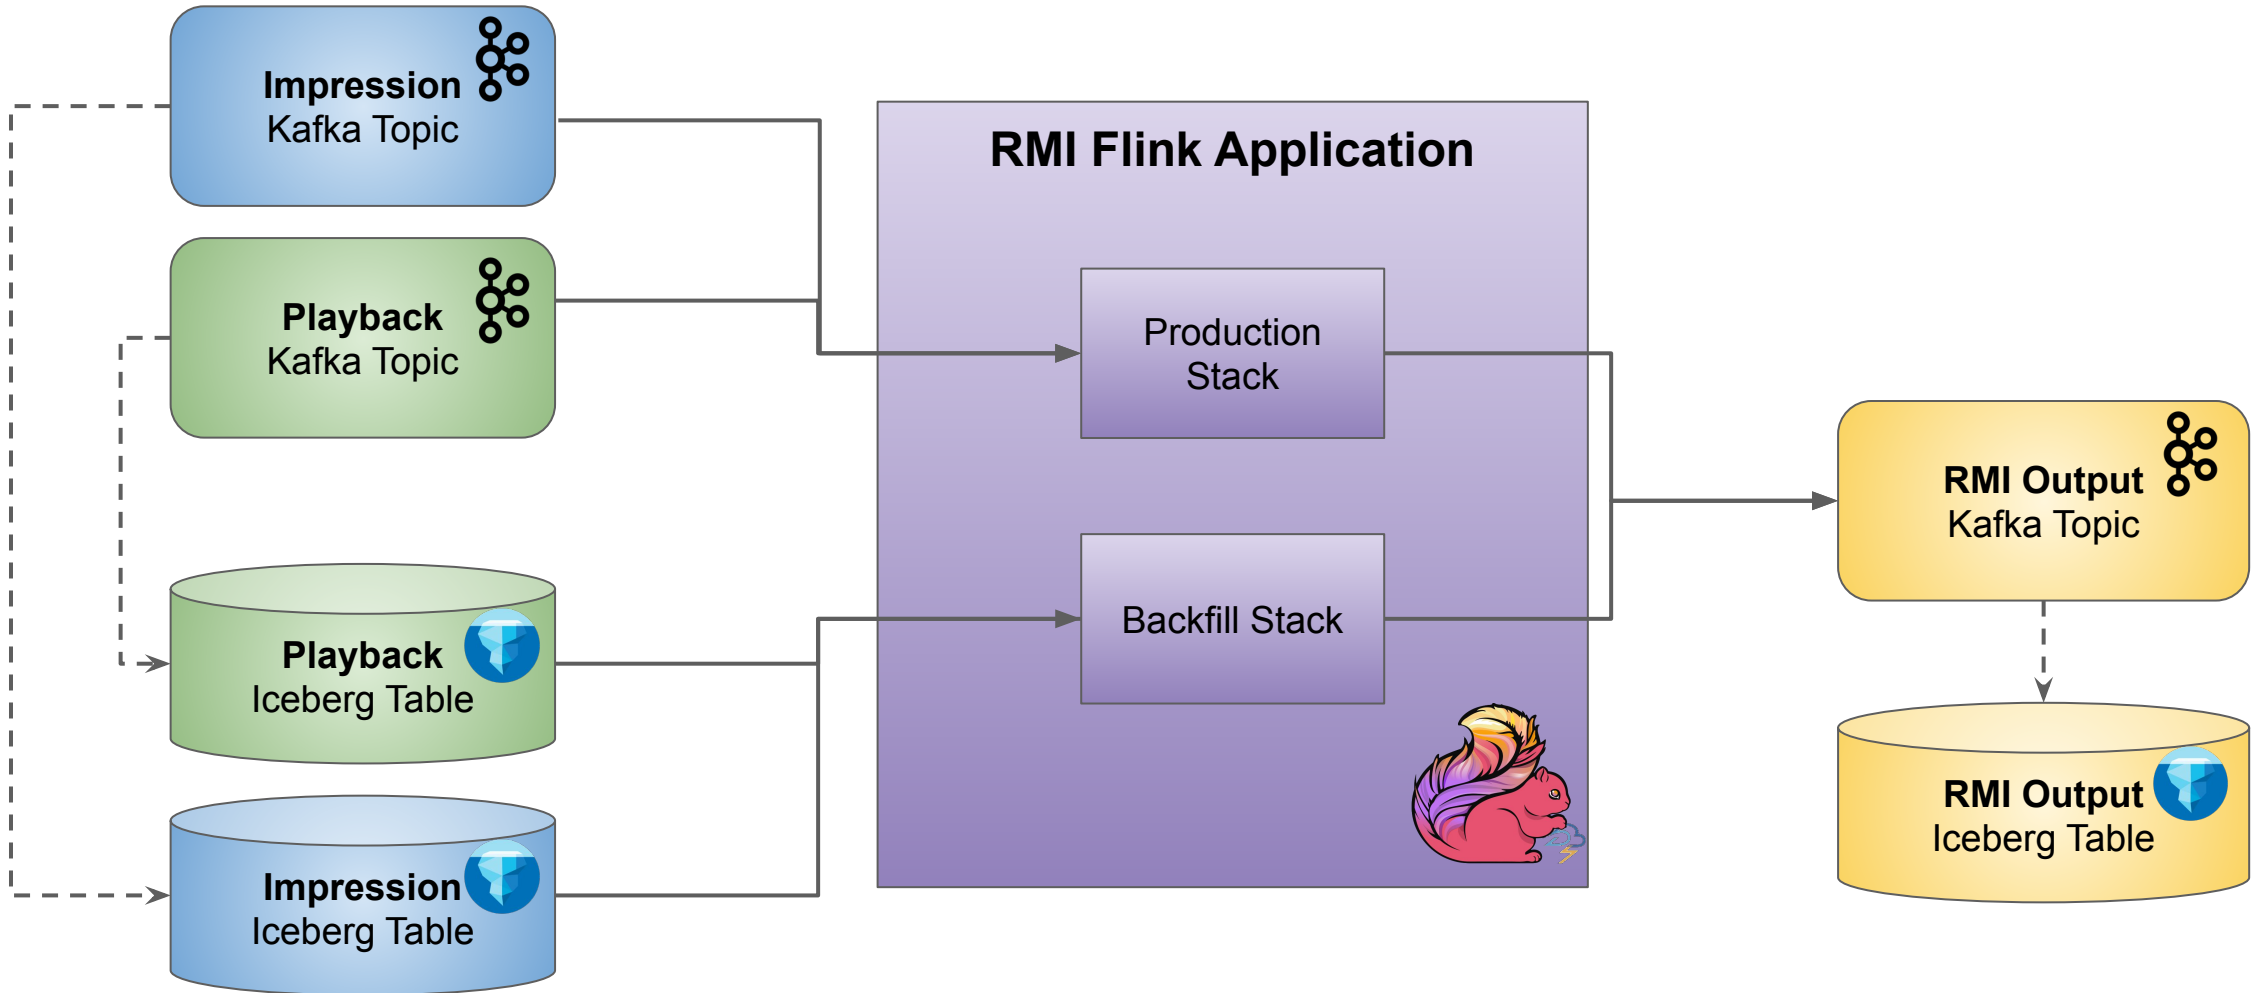 Impression
Kafka Topic
Playback
Kafka Topic
Playback
Iceberg Table
Impression
Iceberg Table
RMI Flink Application
Production
Stack
Backfill Stack
RMI Output
Kafka Topic
RMI Output
Iceberg Table